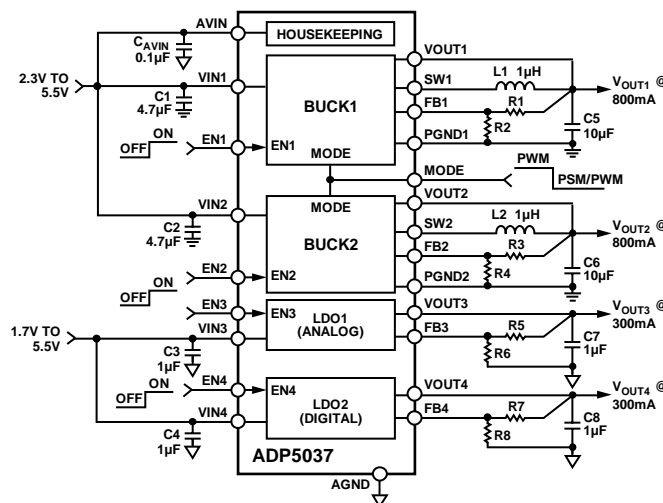 AVIN
HOUSEKEEPING
CAVIN
0.1µF
VOUT1
2.3V TO
5.5V
VIN1
C1
4.7µF
BUCK1
SW1
L1 1µH
VOUT1 @
800mA
FB1
R1
R2
C5
10µF
ON
OFF
EN1
EN1
PGND1
MODE
MODE
PWM
PSM/PWM
VIN2
C2
4.7µF
MODE
BUCK2
VOUT2
SW2
L2 1µH
VOUT2 @
800mA
FB2
R3
R4
C6
10µF
ON
OFF
EN2
EN2
PGND2
EN3
EN3
LDO1
(ANALOG)
VOUT3
VOUT3 @
300mA
1.7V TO
5.5V
VIN3
C3
1µF
FB3
R5
R6
C7
1µF
ON
OFF
EN4
EN4
LDO2
(DIGITAL)
VOUT4
VOUT4 @
300mA
VIN4
C4
1µF
FB4
R7
R8
C8
1µF
ADP5037
AGND